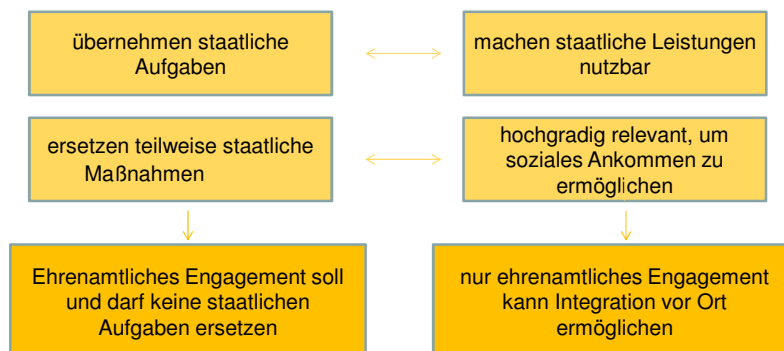 übernehmen staatliche
Aufgaben
machen staatliche Leistungen
nutzbar
ersetzen teilweise staatliche
Maßnahmen
hochgradig relevant, um
soziales Ankommen zu
ermöglichen
Ehrenamtliches Engagement soll
und darf keine staatlichen
Aufgaben ersetzen
nur ehrenamtliches Engagement
kann Integration vor Ort
ermöglichen